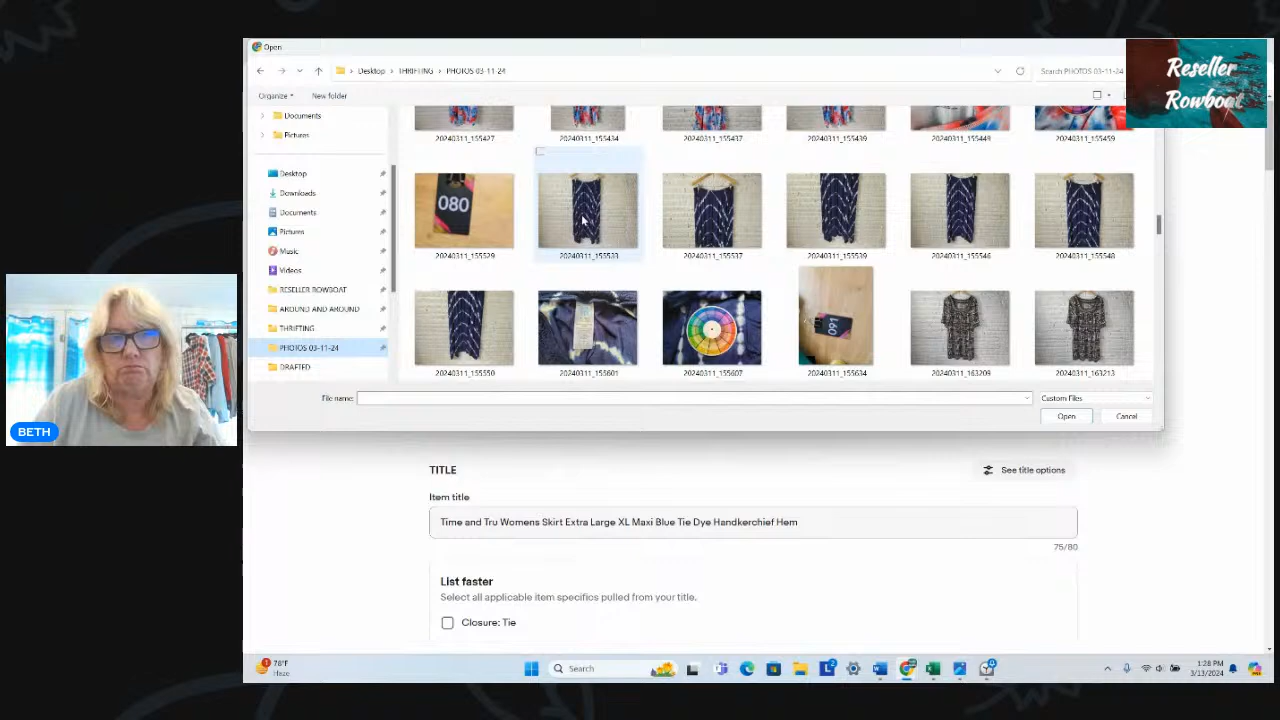 Open
Reseller
Rowboat
Desktop > THRIFTING > PHOTOS 03-11-24
Search PHOTOS 03-11-24
Organize
New folder
Documents
Pictures
Desktop
Downloads
Documents
Pictures
Music
Videos
RESELLER ROWBOAT
AROUND AND AROUND
THRIFTING
PHOTOS 03-11-24
DRAFTED
20240311_155427
20240311_155434
20240311_155437
20240311_155439
20240311_155449
20240311_155459
080
20240311_155529
20240311_155533
20240311_155537
20240311_155539
20240311_155546
20240311_155548
091
20240311_155550
20240311_155601
20240311_155607
20240311_155634
20240311_163209
20240311_163213
File name:
Custom Files
Open
Cancel
BETH
TITLE
See title options
Item title
Time and Tru Womens Skirt Extra Large XL Maxi Blue Tie Dye Handkerchief Hem
75/80
List faster
Select all applicable item specifics pulled from your title.
Closure: Tie
78°F
Haze
Search
1:28 PM
3/13/2024